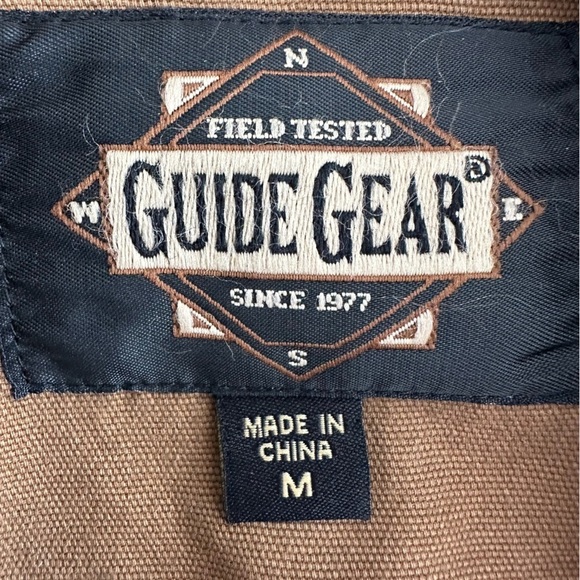 N
FIELD TESTED
W GUIDE GEAR® E
SINCE 1977
S
MADE IN
CHINA
M